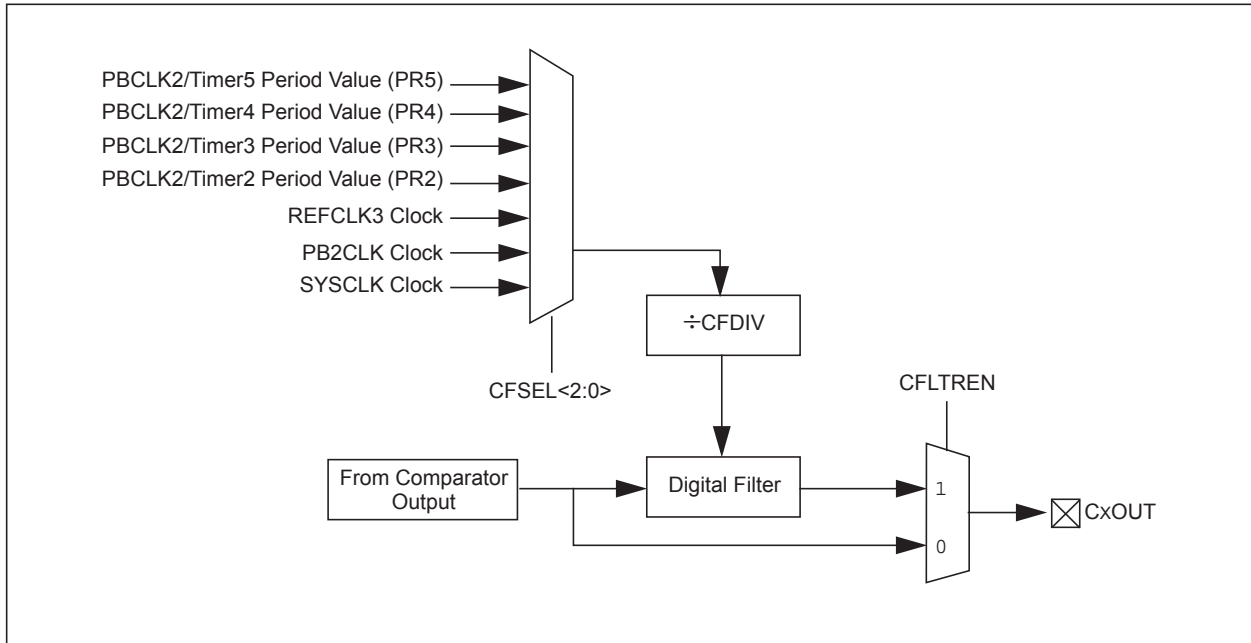 PBCLK2/Timer5 Period Value (PR5)
PBCLK2/Timer4 Period Value (PR4)
PBCLK2/Timer3 Period Value (PR3)
PBCLK2/Timer2 Period Value (PR2)
REFCLK3 Clock
PB2CLK Clock
SYSCLK Clock
÷CFDIV
CFSEL<2:0>
CFLTREN
From Comparator
Output
Digital Filter
1
0
CxOUT